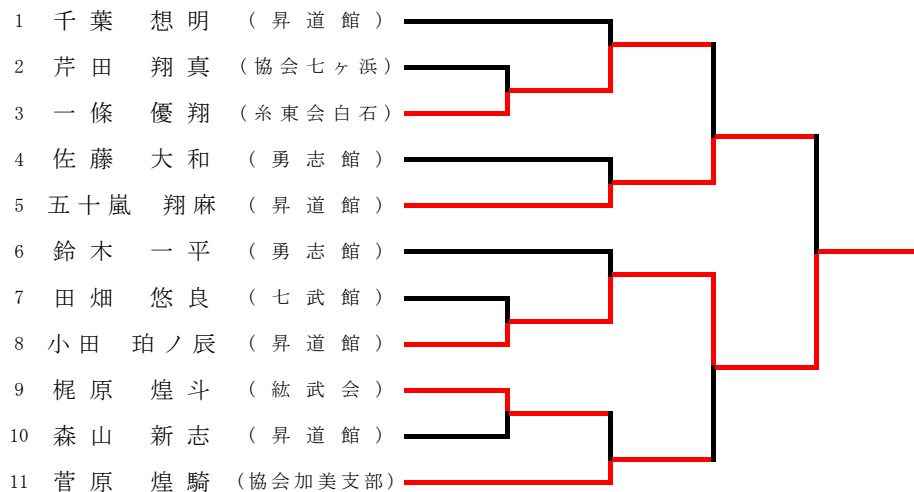 1 千葉 想明 (昇道館)
2 芹田 翔真 (協会七ヶ浜)
3 一條 優翔 (糸東会白石)
4 佐藤 大和 (勇志館)
5 五十嵐 翔麻 (昇道館)
6 鈴木 一平 (勇志館)
7 田畑 悠良 (七武館)
8 小田 珀ノ辰 (昇道館)
9 梶原 煌斗 (紘武会)
10 森山 新志 (昇道館)
11 菅原 煌騎 (協会加美支部)